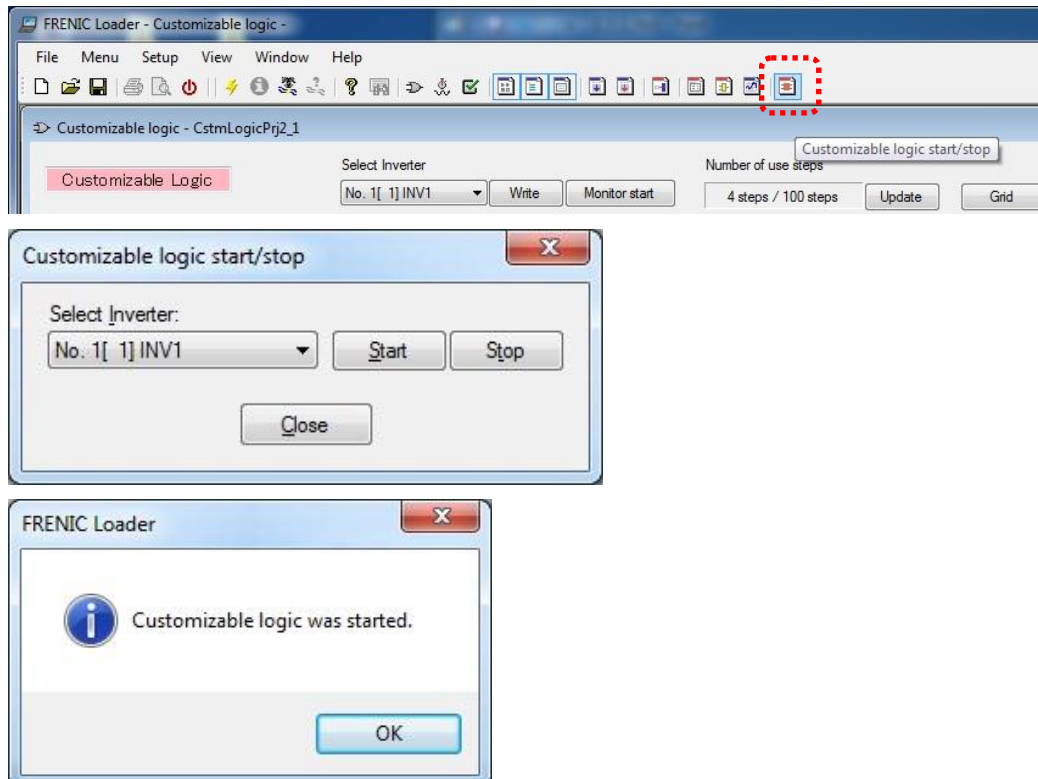 FRENIC Loader - Customizable logic -
File Menu Setup View Window Help
Customizable logic - CstmLogicPrj2_1
Customizable logic start/stop
Customizable Logic
Select Inverter
Number of use steps
No. 1[ 1] INV1
Write
Monitor start
4 steps / 100 steps
Update
Grid
Customizable logic start/stop
Select Inverter:
No. 1[ 1] INV1
Start
Stop
Close
FRENIC Loader
Customizable logic was started.
OK